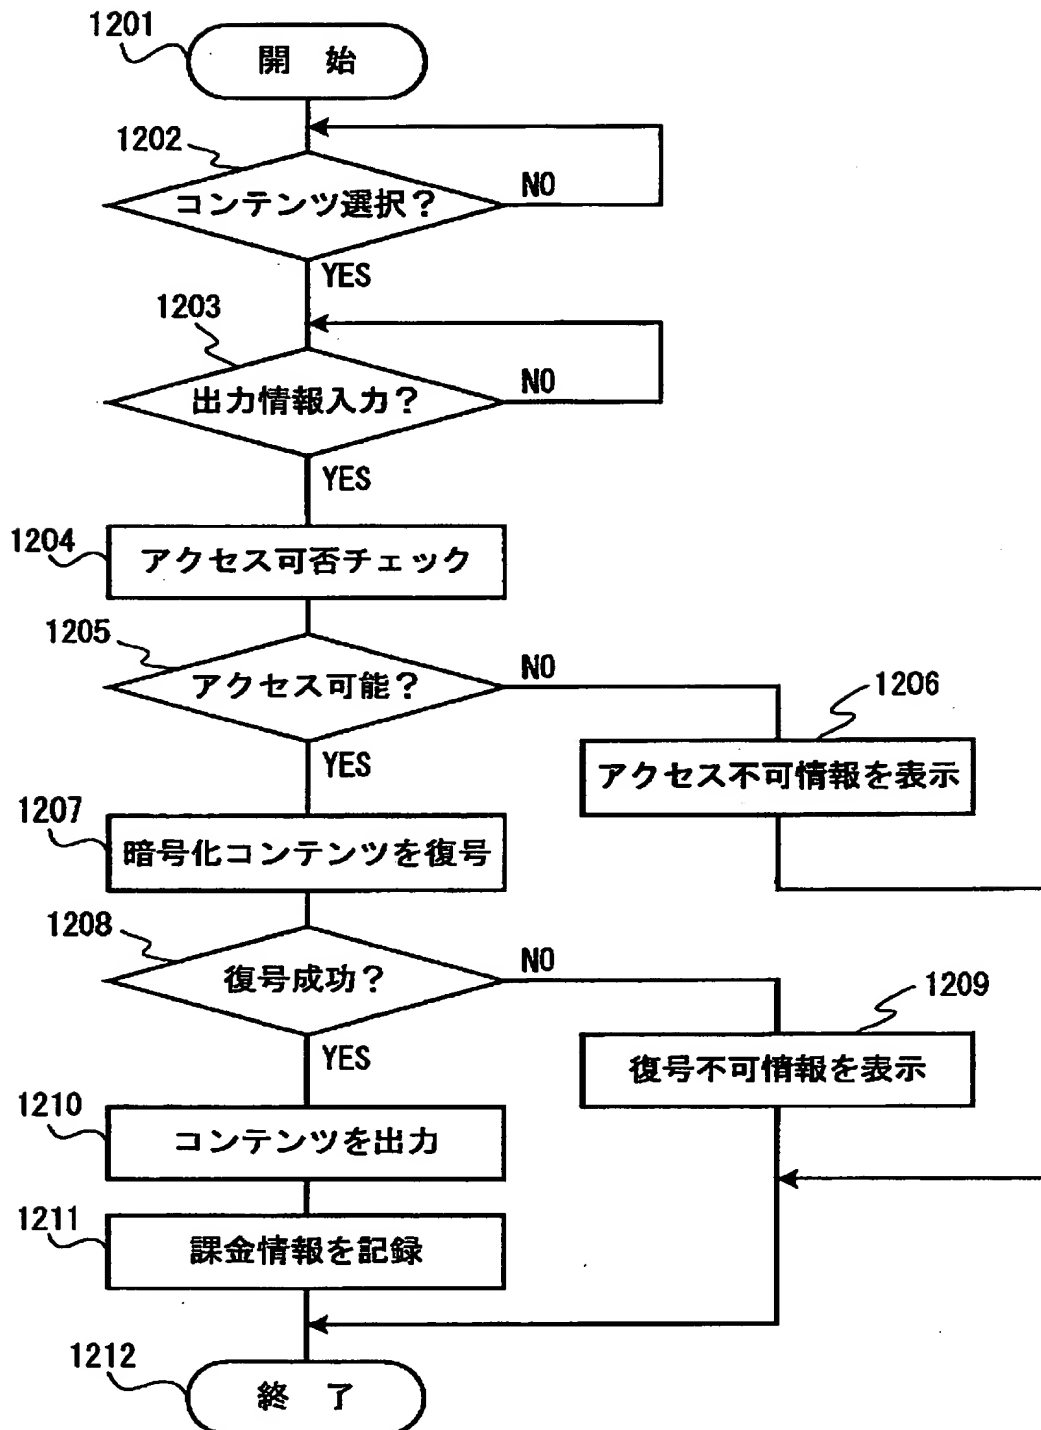 1201
開 始
1202
コンテンツ選択?
NO
YES
1203
出力情報入力?
NO
YES
1204
アクセス可否チェック
1205
アクセス可能?
NO
YES
1206
アクセス不可情報を表示
1207
暗号化コンテンツを復号
1208
復号成功?
NO
YES
1209
復号不可情報を表示
1210
コンテンツを出力
1211
課金情報を記録
1212
終 了